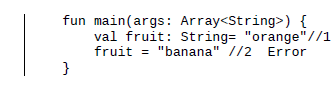 fun main(args: Array<String>) {
    val fruit: String= "orange"//1
    fruit = "banana" //2  Error
}